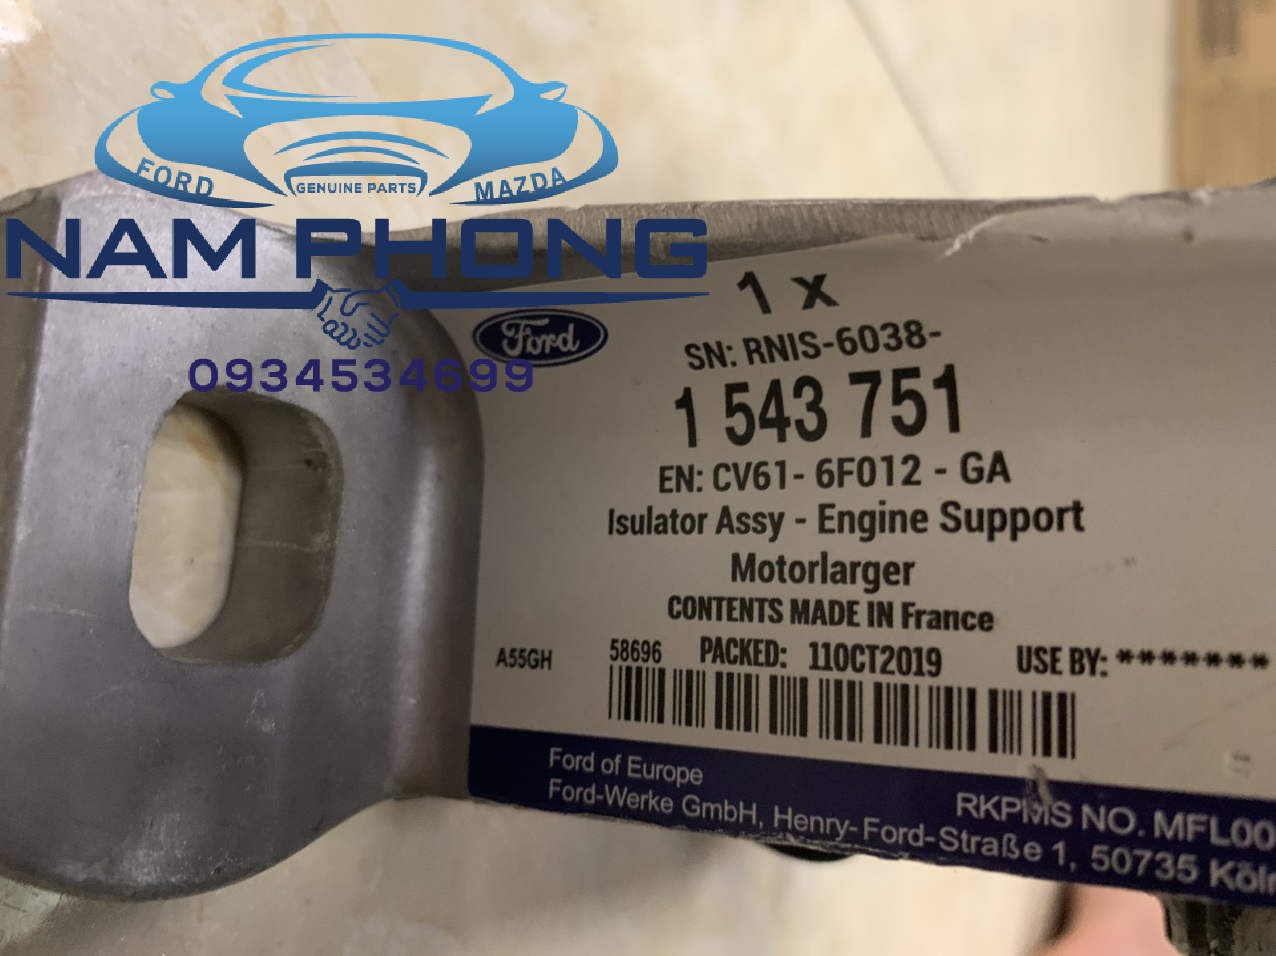 FORD
GENUINE PARTS
MAZDA
NAM PHONG
0934534699
Ford
1 x
SN: RNIS-6038-
1 543 751
EN: CV61- 6F012 - GA
Isulator Assy - Engine Support
Motorlarger
CONTENTS MADE IN France
A55GH
58696 PACKED: 11OCT2019 USE BY: *******
Ford of Europe
Ford-Werke GmbH, Henry-Ford-Straße 1, 50735 Köln
RKPMS NO. MFL00